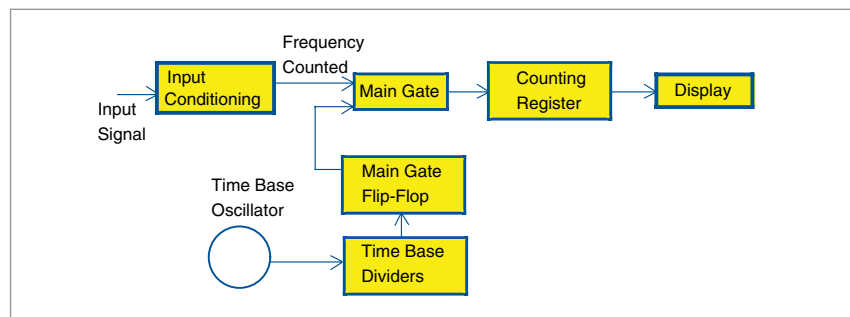 Frequency
Counted
Input
Conditioning
Input
Signal
Main Gate
Counting
Register
Display
Main Gate
Flip-Flop
Time Base
Oscillator
Time Base
Dividers